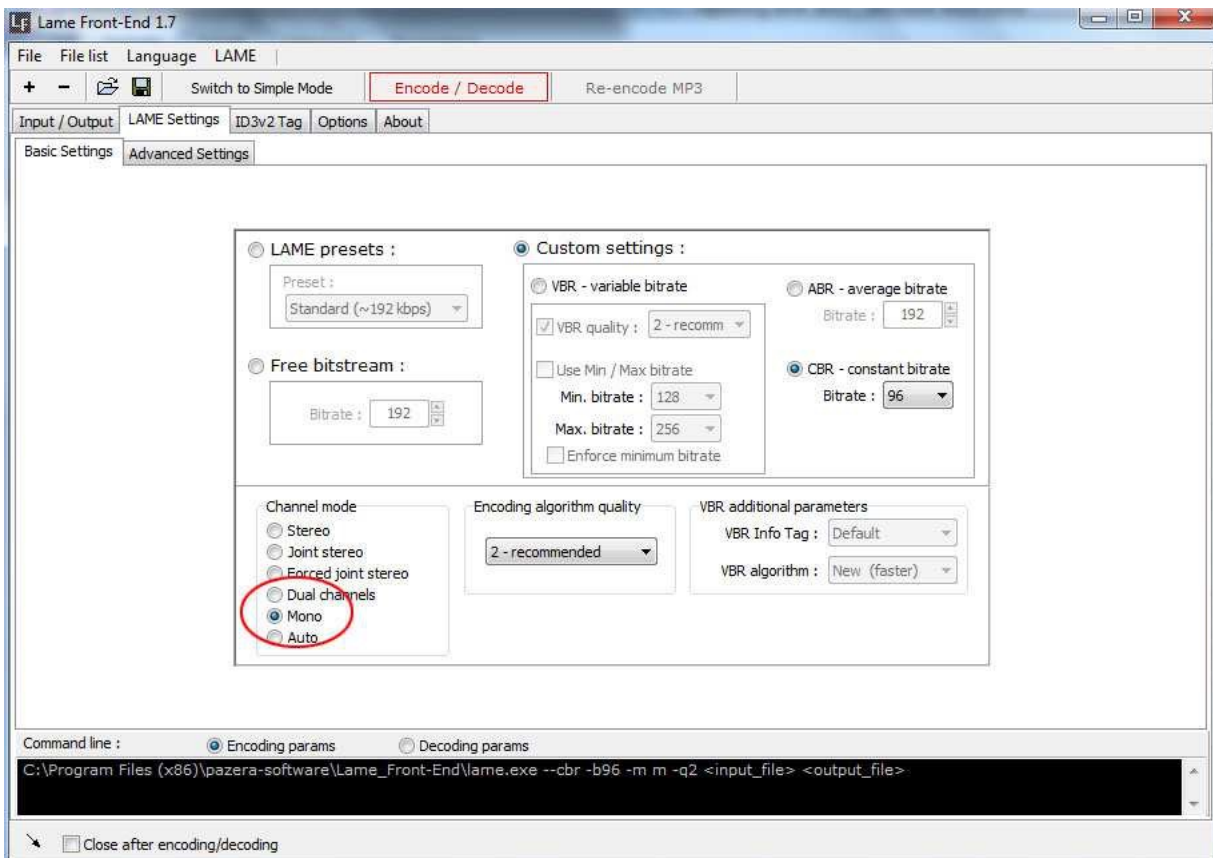 Lame Front-End 1.7
File File list Language LAME
+ - Switch to Simple Mode Encode / Decode Re-encode MP3
Input / Output LAME Settings ID3v2 Tag Options About
Basic Settings Advanced Settings
LAME presets :
Preset :
Standard (~192 kbps)
Free bitstream :
Bitrate : 192
Custom settings :
VBR - variable bitrate
VBR quality : 2 - recomm
Use Min / Max bitrate
Min. bitrate : 128
Max. bitrate : 256
Enforce minimum bitrate
ABR - average bitrate
Bitrate : 192
CBR - constant bitrate
Bitrate : 96
Channel mode
Stereo
Joint stereo
Forced joint stereo
Dual channels
Mono
Auto
Encoding algorithm quality
2 - recommended
VBR additional parameters
VBR Info Tag : Default
VBR algorithm : New (faster)
Command line : Encoding params Decoding params
C:\Program Files (x86)\pazera-software\Lame_Front-End\lame.exe --cbr -b96 -m m -q2 <input_file> <output_file>
Close after encoding/decoding